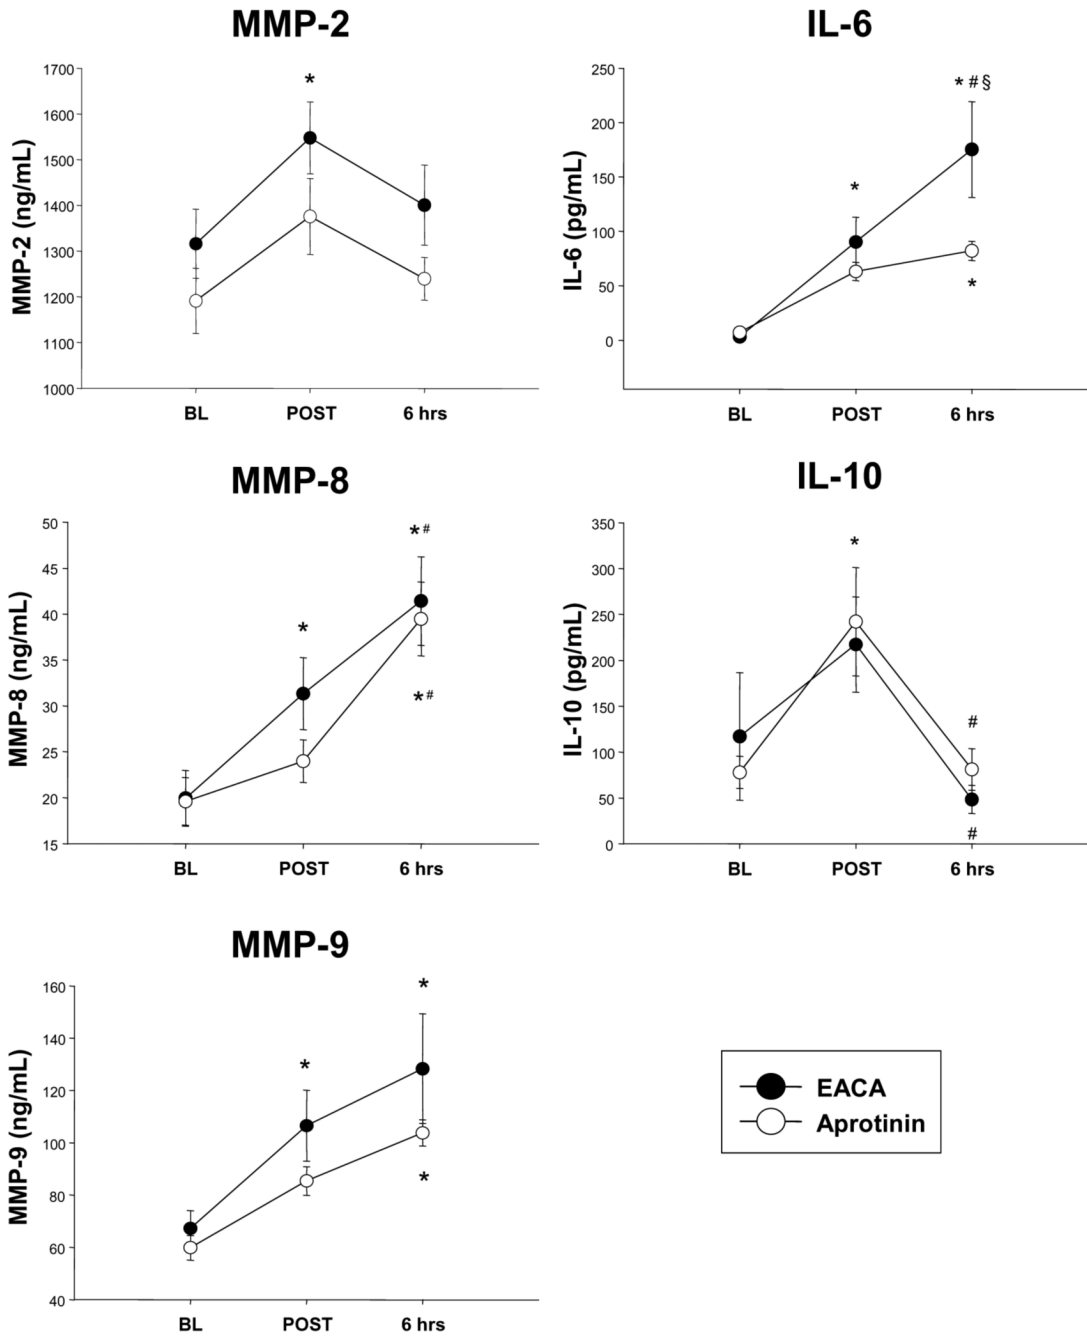 MMP-2
MMP-2 (ng/mL)
1700
1600
1500
1400
1300
1200
1100
1000
*
BL POST 6 hrs
IL-6
IL-6 (pg/mL)
250
200
150
100
50
0
* # §
*
*
BL POST 6 hrs
MMP-8
MMP-8 (ng/mL)
50
45
40
35
30
25
20
15
* #
*
* #
BL POST 6 hrs
IL-10
IL-10 (pg/mL)
350
300
250
200
150
100
50
0
*
#
#
BL POST 6 hrs
MMP-9
MMP-9 (ng/mL)
160
140
120
100
80
60
40
*
*
*
BL POST 6 hrs
EACA
Aprotinin